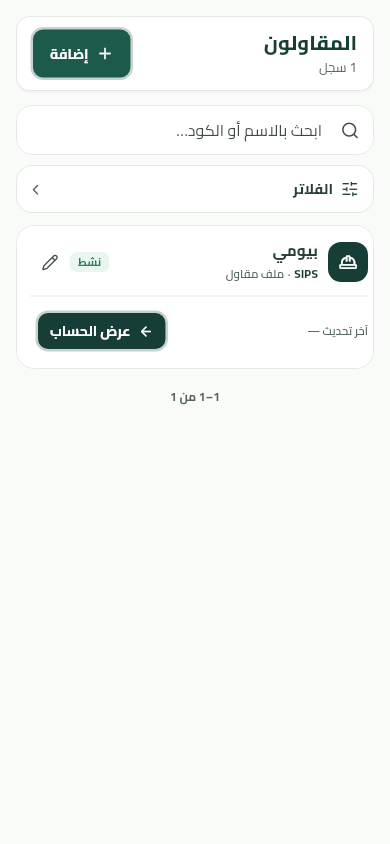 المقاولون
1 سجل
إضافة
ابحث بالاسم أو الكود...
الفلاتر
بيومي
SIPS · ملف مقاول
نشط
آخر تحديث —
عرض الحساب
1–1 من 1